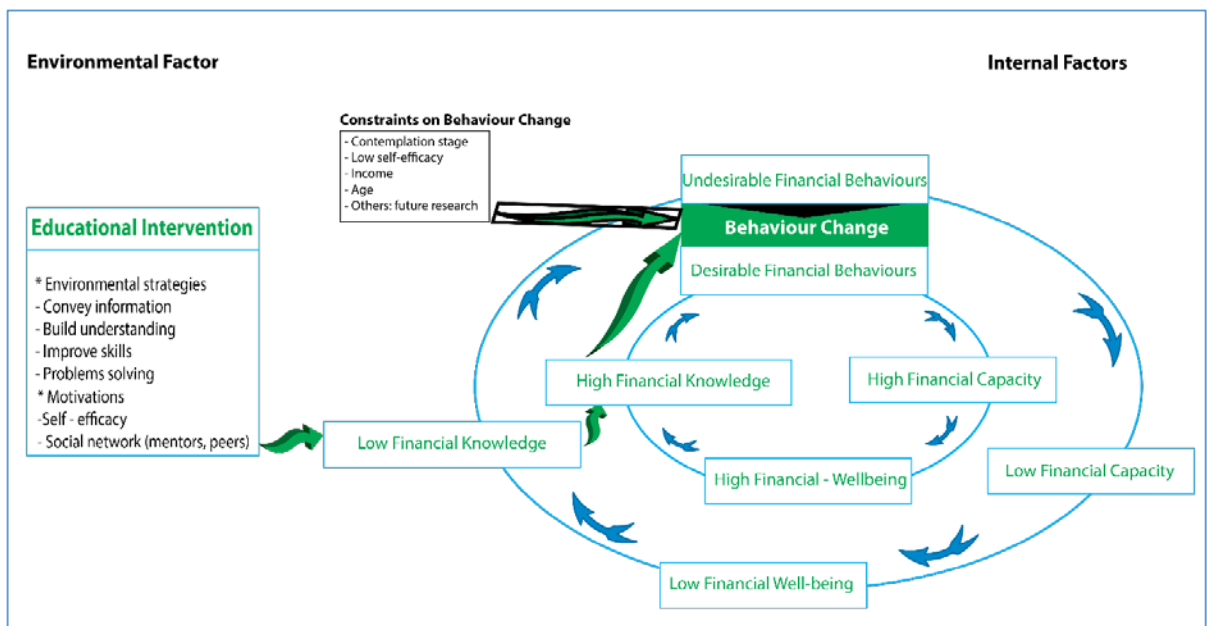 Environmental Factor
Internal Factors
Constraints on Behaviour Change
- Contemplation stage
- Low self-efficacy
- Income
- Age
- Others: future research
Undesirable Financial Behaviours
Behaviour Change
Desirable Financial Behaviours
Educational Intervention
* Environmental strategies
- Convey information
- Build understanding
- Improve skills
- Problems solving
* Motivations
-Self - efficacy
- Social network (mentors, peers)
High Financial Knowledge
High Financial Capacity
Low Financial Knowledge
High Financial - Wellbeing
Low Financial Capacity
Low Financial Well-being